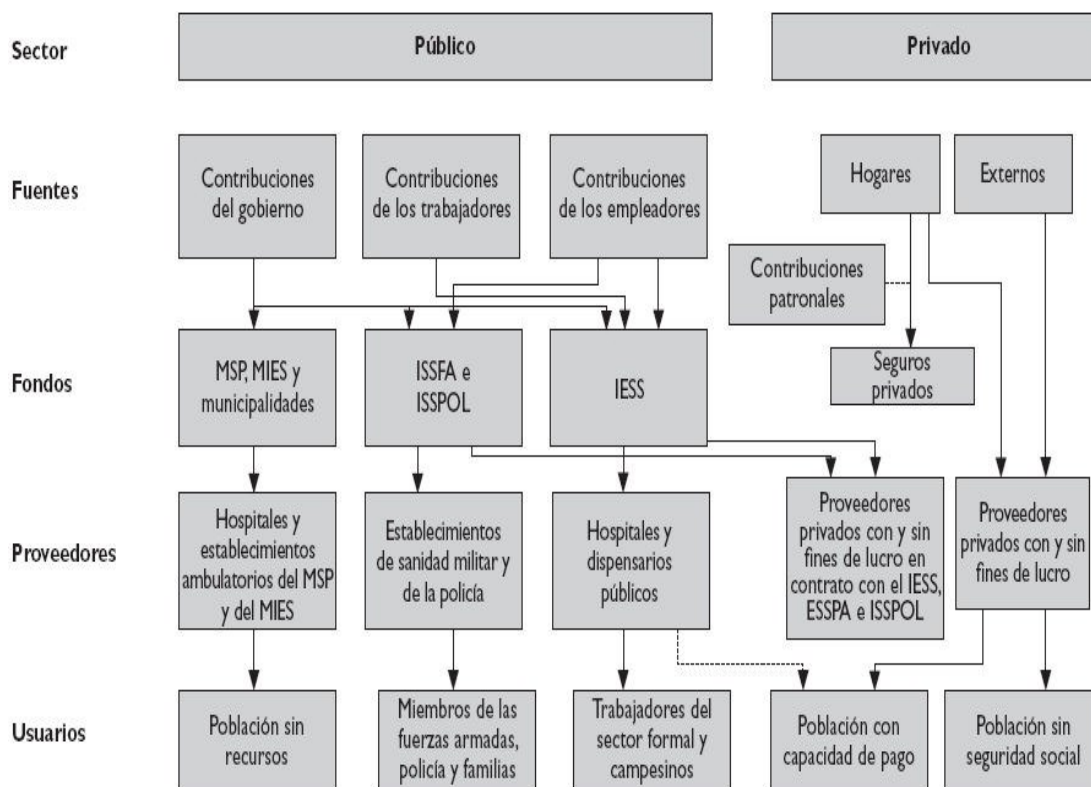 Sector
Público
Privado
Fuentes
Contribuciones
del gobierno
Contribuciones
de los trabajadores
Contribuciones
de los empleadores
Hogares
Externos
Contribuciones
patronales
Fondos
MSP, MIES y
municipalidades
ISSFA e
ISSPOL
IESS
Seguros
privados
Proveedores
Hospitales y
establecimientos
ambulatorios del MSP
y del MIES
Establecimientos
de sanidad militar y
de la policía
Hospitales y
dispensarios
públicos
Proveedores
privados con y sin
fines de lucro en
contrato con el IESS,
ESSPA e ISSPOL
Proveedores
privados con y sin
fines de lucro
Usuarios
Población sin
recursos
Miembros de las
fuerzas armadas,
policía y familias
Trabajadores del
sector formal y
campesinos
Población con
capacidad de pago
Población sin
seguridad social